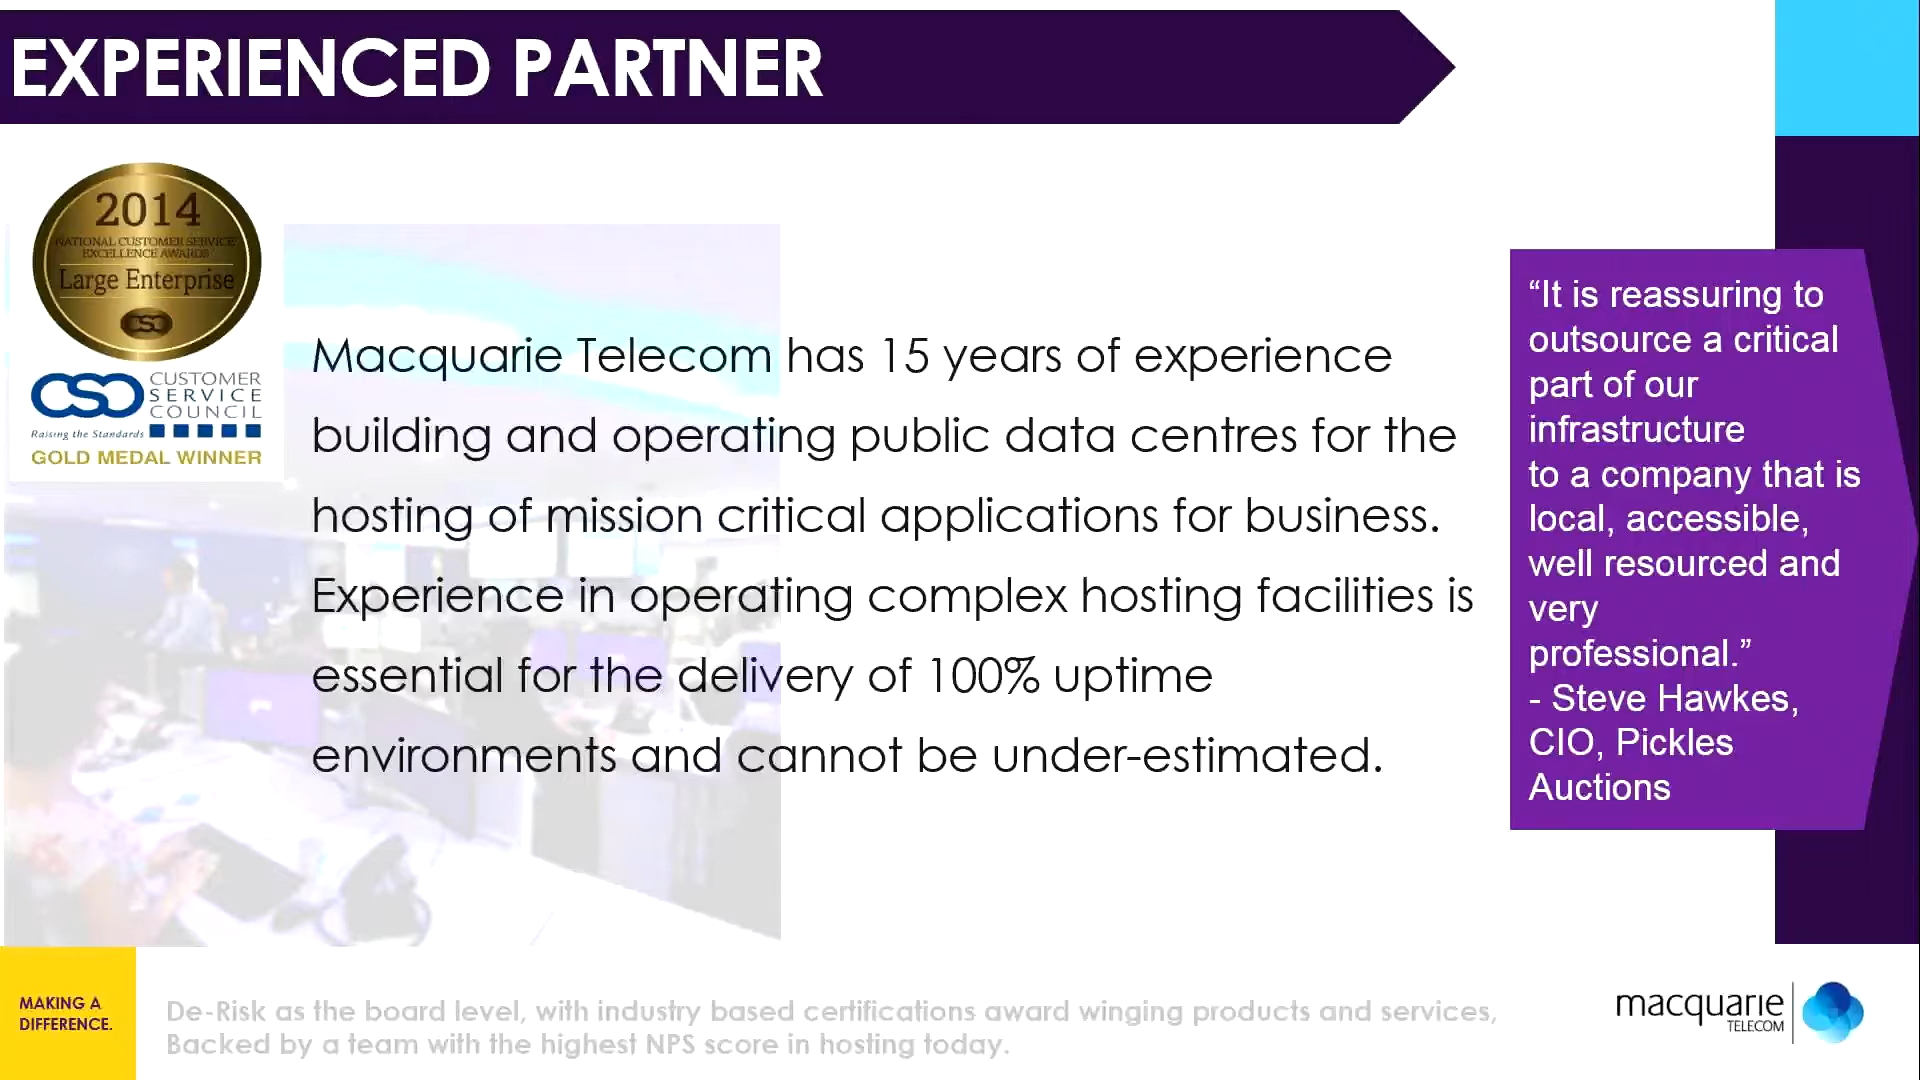 EXPERIENCED PARTNER
2014
NATIONAL CUSTOMER SERVICE
EXCELLENCE AWARDS
Large Enterprise
CSC
CUSTOMER
SERVICE
COUNCIL
Raising the Standards
GOLD MEDAL WINNER
Macquarie Telecom has 15 years of experience
building and operating public data centres for the
hosting of mission critical applications for business.
Experience in operating complex hosting facilities is
essential for the delivery of 100% uptime
environments and cannot be under-estimated.
“It is reassuring to
outsource a critical
part of our
infrastructure
to a company that is
local, accessible,
well resourced and
very
professional.”
- Steve Hawkes,
CIO, Pickles
Auctions
MAKING A
DIFFERENCE.
De-Risk as the board level, with industry based certifications award winging products and services,
Backed by a team with the highest NPS score in hosting today.
macquarie
TELECOM